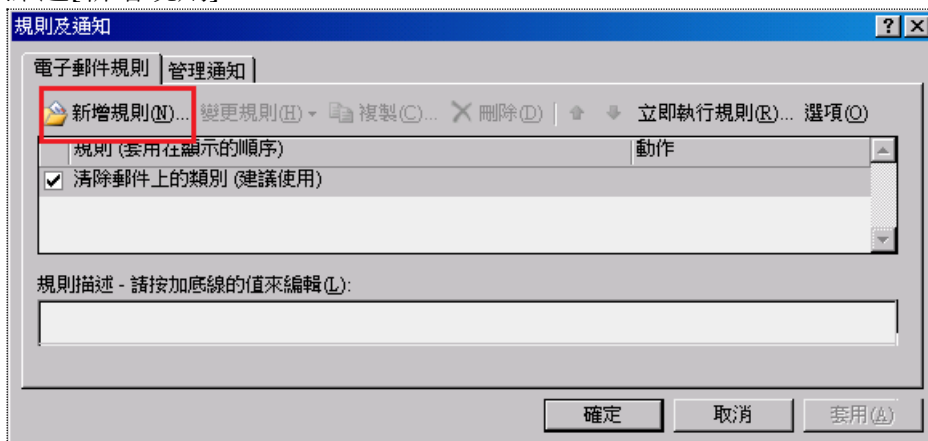 規則及通知
電子郵件規則 管理通知
新增規則(N)... 變更規則(H) 複製(C)... 刪除(D) 立即執行規則(R)... 選項(O)
規則 (套用在顯示的順序) 動作
清除郵件上的類別 (建議使用)
規則描述 - 請按加底線的值來編輯(L):
確定 取消 套用(A)